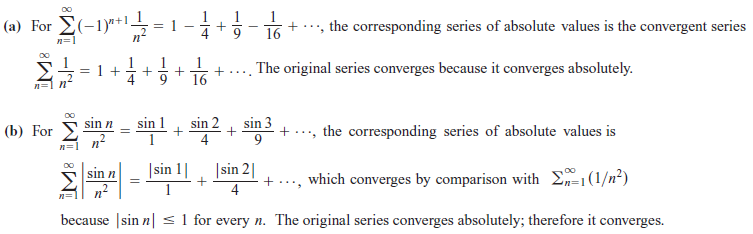 (a) For $\sum_{n=1}^{\infty} (-1)^{n+1} \frac{1}{n^2} = 1 - \frac{1}{4} + \frac{1}{9} - \frac{1}{16} + \cdots$, the corresponding series of absolute values is the convergent series
$\sum_{n=1}^{\infty} \frac{1}{n^2} = 1 + \frac{1}{4} + \frac{1}{9} + \frac{1}{16} + \cdots$. The original series converges because it converges absolutely.
(b) For $\sum_{n=1}^{\infty} \frac{\sin n}{n^2} = \frac{\sin 1}{1} + \frac{\sin 2}{4} + \frac{\sin 3}{9} + \cdots$, the corresponding series of absolute values is
$\sum_{n=1}^{\infty} \left| \frac{\sin n}{n^2} \right| = \frac{|\sin 1|}{1} + \frac{|\sin 2|}{4} + \cdots$, which converges by comparison with $\sum_{n=1}^{\infty} (1/n^2)$
because $|\sin n| \leq 1$ for every $n$. The original series converges absolutely; therefore it converges.